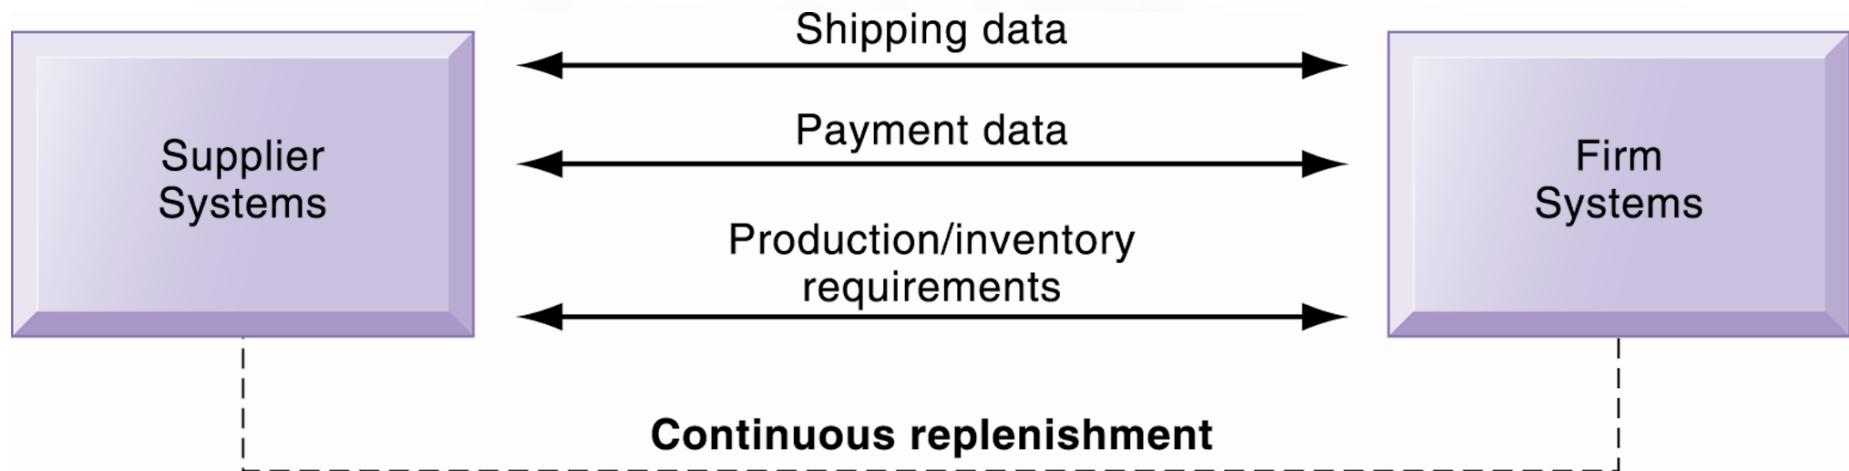 Shipping data
Payment data
Supplier
Systems
Firm
Systems
Production/inventory
requirements
Continuous replenishment